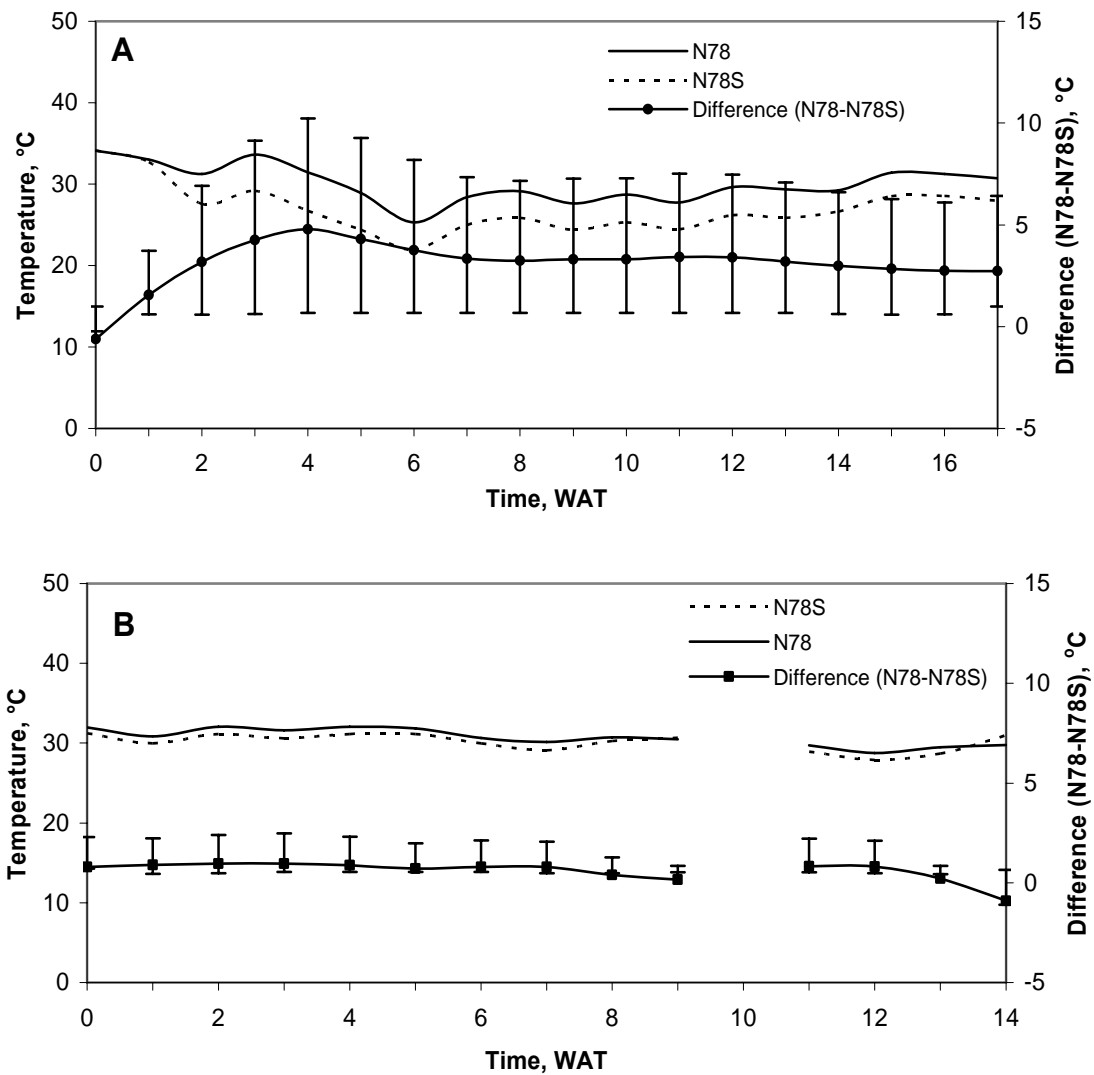 A
N78
N78S
Difference (N78-N78S)
50
40
30
20
10
0
Temperature, °C
15
10
5
0
-5
Difference (N78-N78S), °C
0 2 4 6 8 10 12 14 16
Time, WAT
B
N78S
N78
Difference (N78-N78S)
50
40
30
20
10
0
Temperature, °C
15
10
5
0
-5
Difference (N78-N78S), °C
0 2 4 6 8 10 12 14
Time, WAT